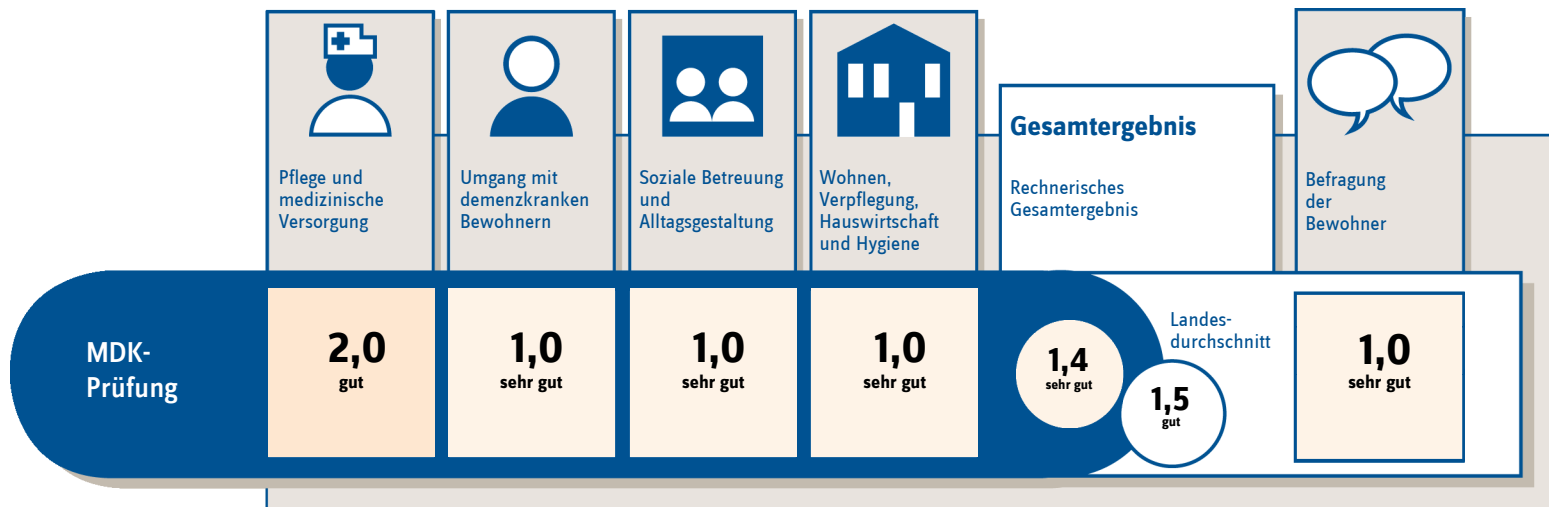 Pflege und
medizinische
Versorgung
Umgang mit
demenzkranken
Bewohnern
Soziale Betreuung
und
Alltagsgestaltung
Wohnen,
Verpflegung,
Hauswirtschaft
und Hygiene
Gesamtergebnis
Rechnerisches
Gesamtergebnis
Befragung
der
Bewohner
MDK-
Prüfung
2,0
gut
1,0
sehr gut
1,0
sehr gut
1,0
sehr gut
1,4
sehr gut
Landes-
durchschnitt
1,5
gut
1,0
sehr gut